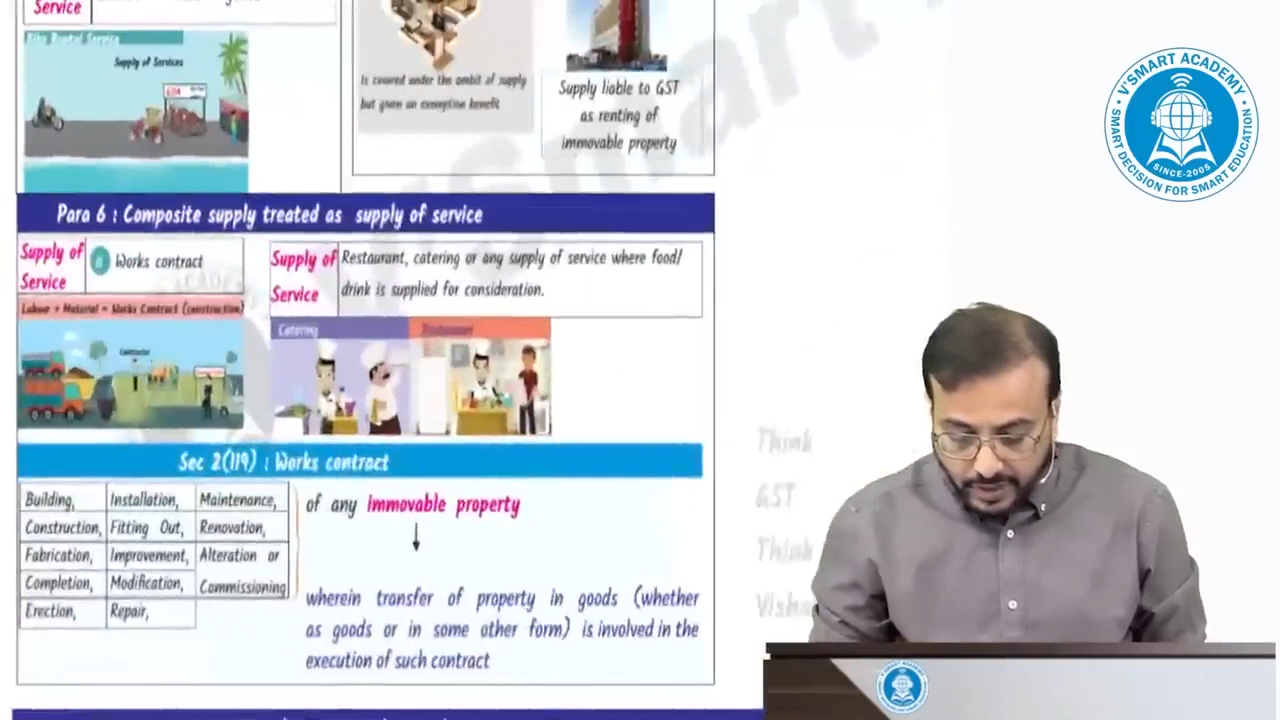 Service
Bike Rental Service
Supply of Services
Is covered under the ambit of supply
but given an exemption benefit
Supply liable to GST
as renting of
immovable property
Para 6 : Composite supply treated as supply of service
Supply of
Service
Works contract
Labour + Material = Works Contract (construction)
Contractor
Supply of
Service
Restaurant, catering or any supply of service where food/
drink is supplied for consideration.
Catering
Restaurant
Sec 2(119) : Works contract
Building, Installation, Maintenance,
Construction, Fitting Out, Renovation,
Fabrication, Improvement, Alteration or
Completion, Modification, Commissioning
Erection, Repair,
of any immovable property
wherein transfer of property in goods (whether
as goods or in some other form) is involved in the
execution of such contract
V'SMART ACADEMY
SMART DECISION FOR SMART EDUCATION
SINCE-2005
Think
GST
Think